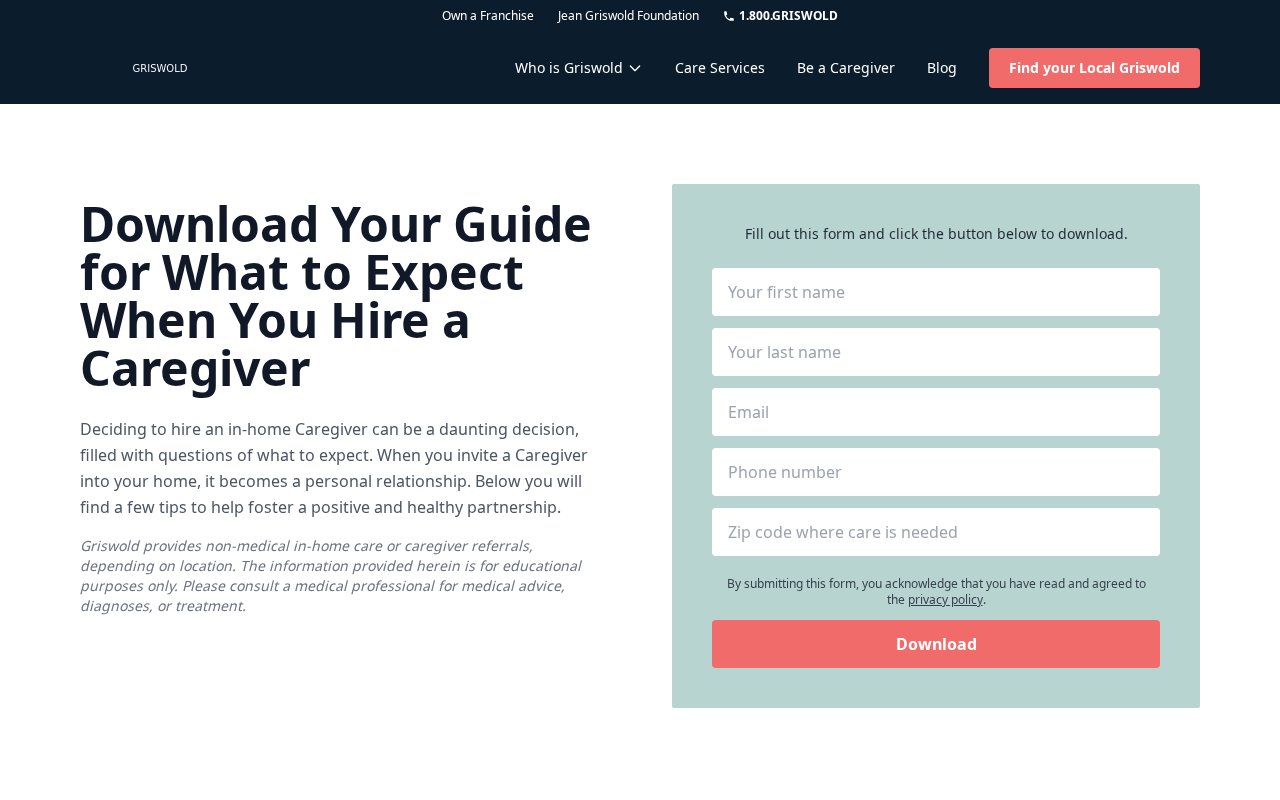 Own a Franchise
Jean Griswold Foundation
1.800.GRISWOLD
GRISWOLD
Who is Griswold
Care Services
Be a Caregiver
Blog
Find your Local Griswold
Download Your Guide
for What to Expect
When You Hire a
Caregiver
Deciding to hire an in-home Caregiver can be a daunting decision,
filled with questions of what to expect. When you invite a Caregiver
into your home, it becomes a personal relationship. Below you will
find a few tips to help foster a positive and healthy partnership.
Griswold provides non-medical in-home care or caregiver referrals,
depending on location. The information provided herein is for educational
purposes only. Please consult a medical professional for medical advice,
diagnoses, or treatment.
Fill out this form and click the button below to download.
Your first name
Your last name
Email
Phone number
Zip code where care is needed
By submitting this form, you acknowledge that you have read and agreed to
the privacy policy.
Download